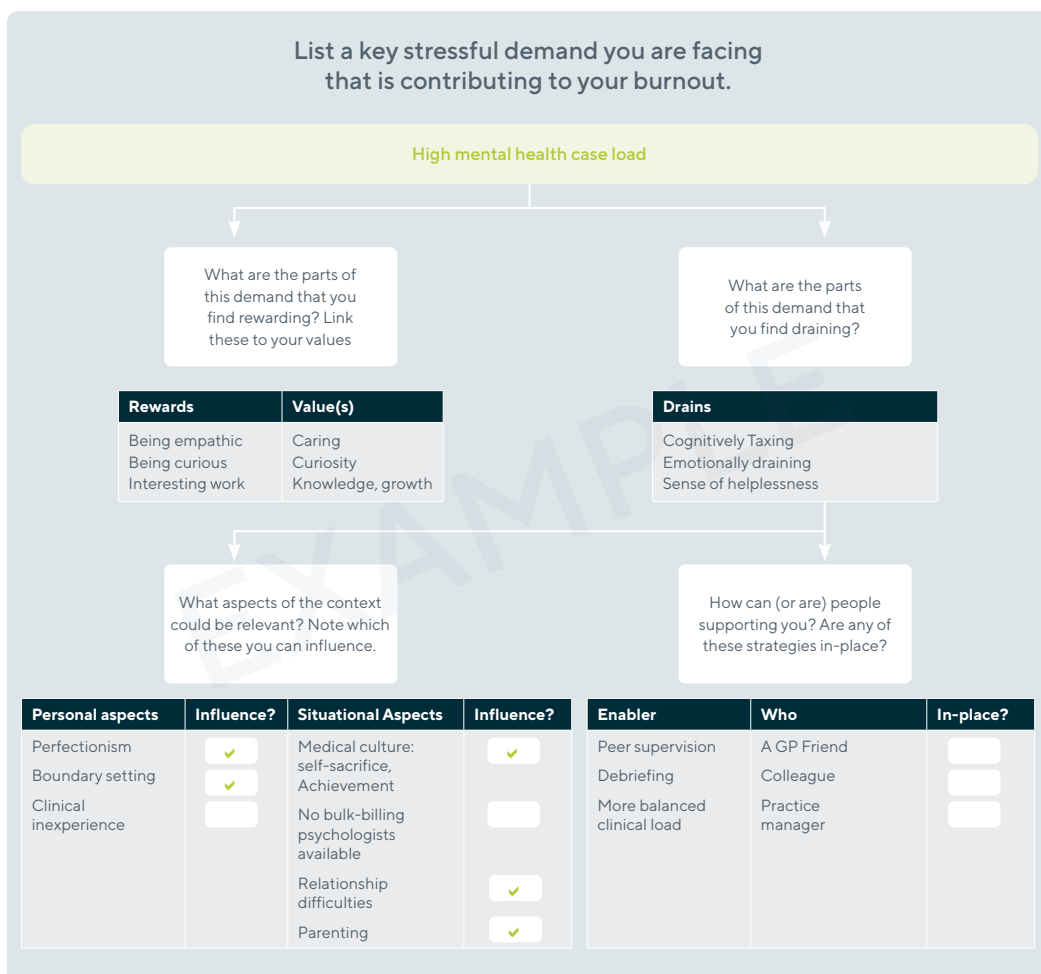 List a key stressful demand you are facing
that is contributing to your burnout.
High mental health case load
What are the parts of
this demand that you
find rewarding? Link
these to your values
What are the parts
of this demand that
you find draining?
Rewards
Value(s)
Being empathic
Caring
Being curious
Curiosity
Interesting work
Knowledge, growth
Drains
Cognitively Taxing
Emotionally draining
Sense of helplessness
EXAMPLE
What aspects of the context
could be relevant? Note which
of these you can influence.
How can (or are) people
supporting you? Are any of
these strategies in-place?
Personal aspects
Influence?
Situational Aspects
Influence?
Perfectionism
Boundary setting
Clinical
inexperience
Medical culture:
self-sacrifice,
Achievement
No bulk-billing
psychologists
available
Relationship
difficulties
Parenting
Enabler
Who
In-place?
Peer supervision
A GP Friend
Debriefing
Colleague
More balanced
clinical load
Practice
manager